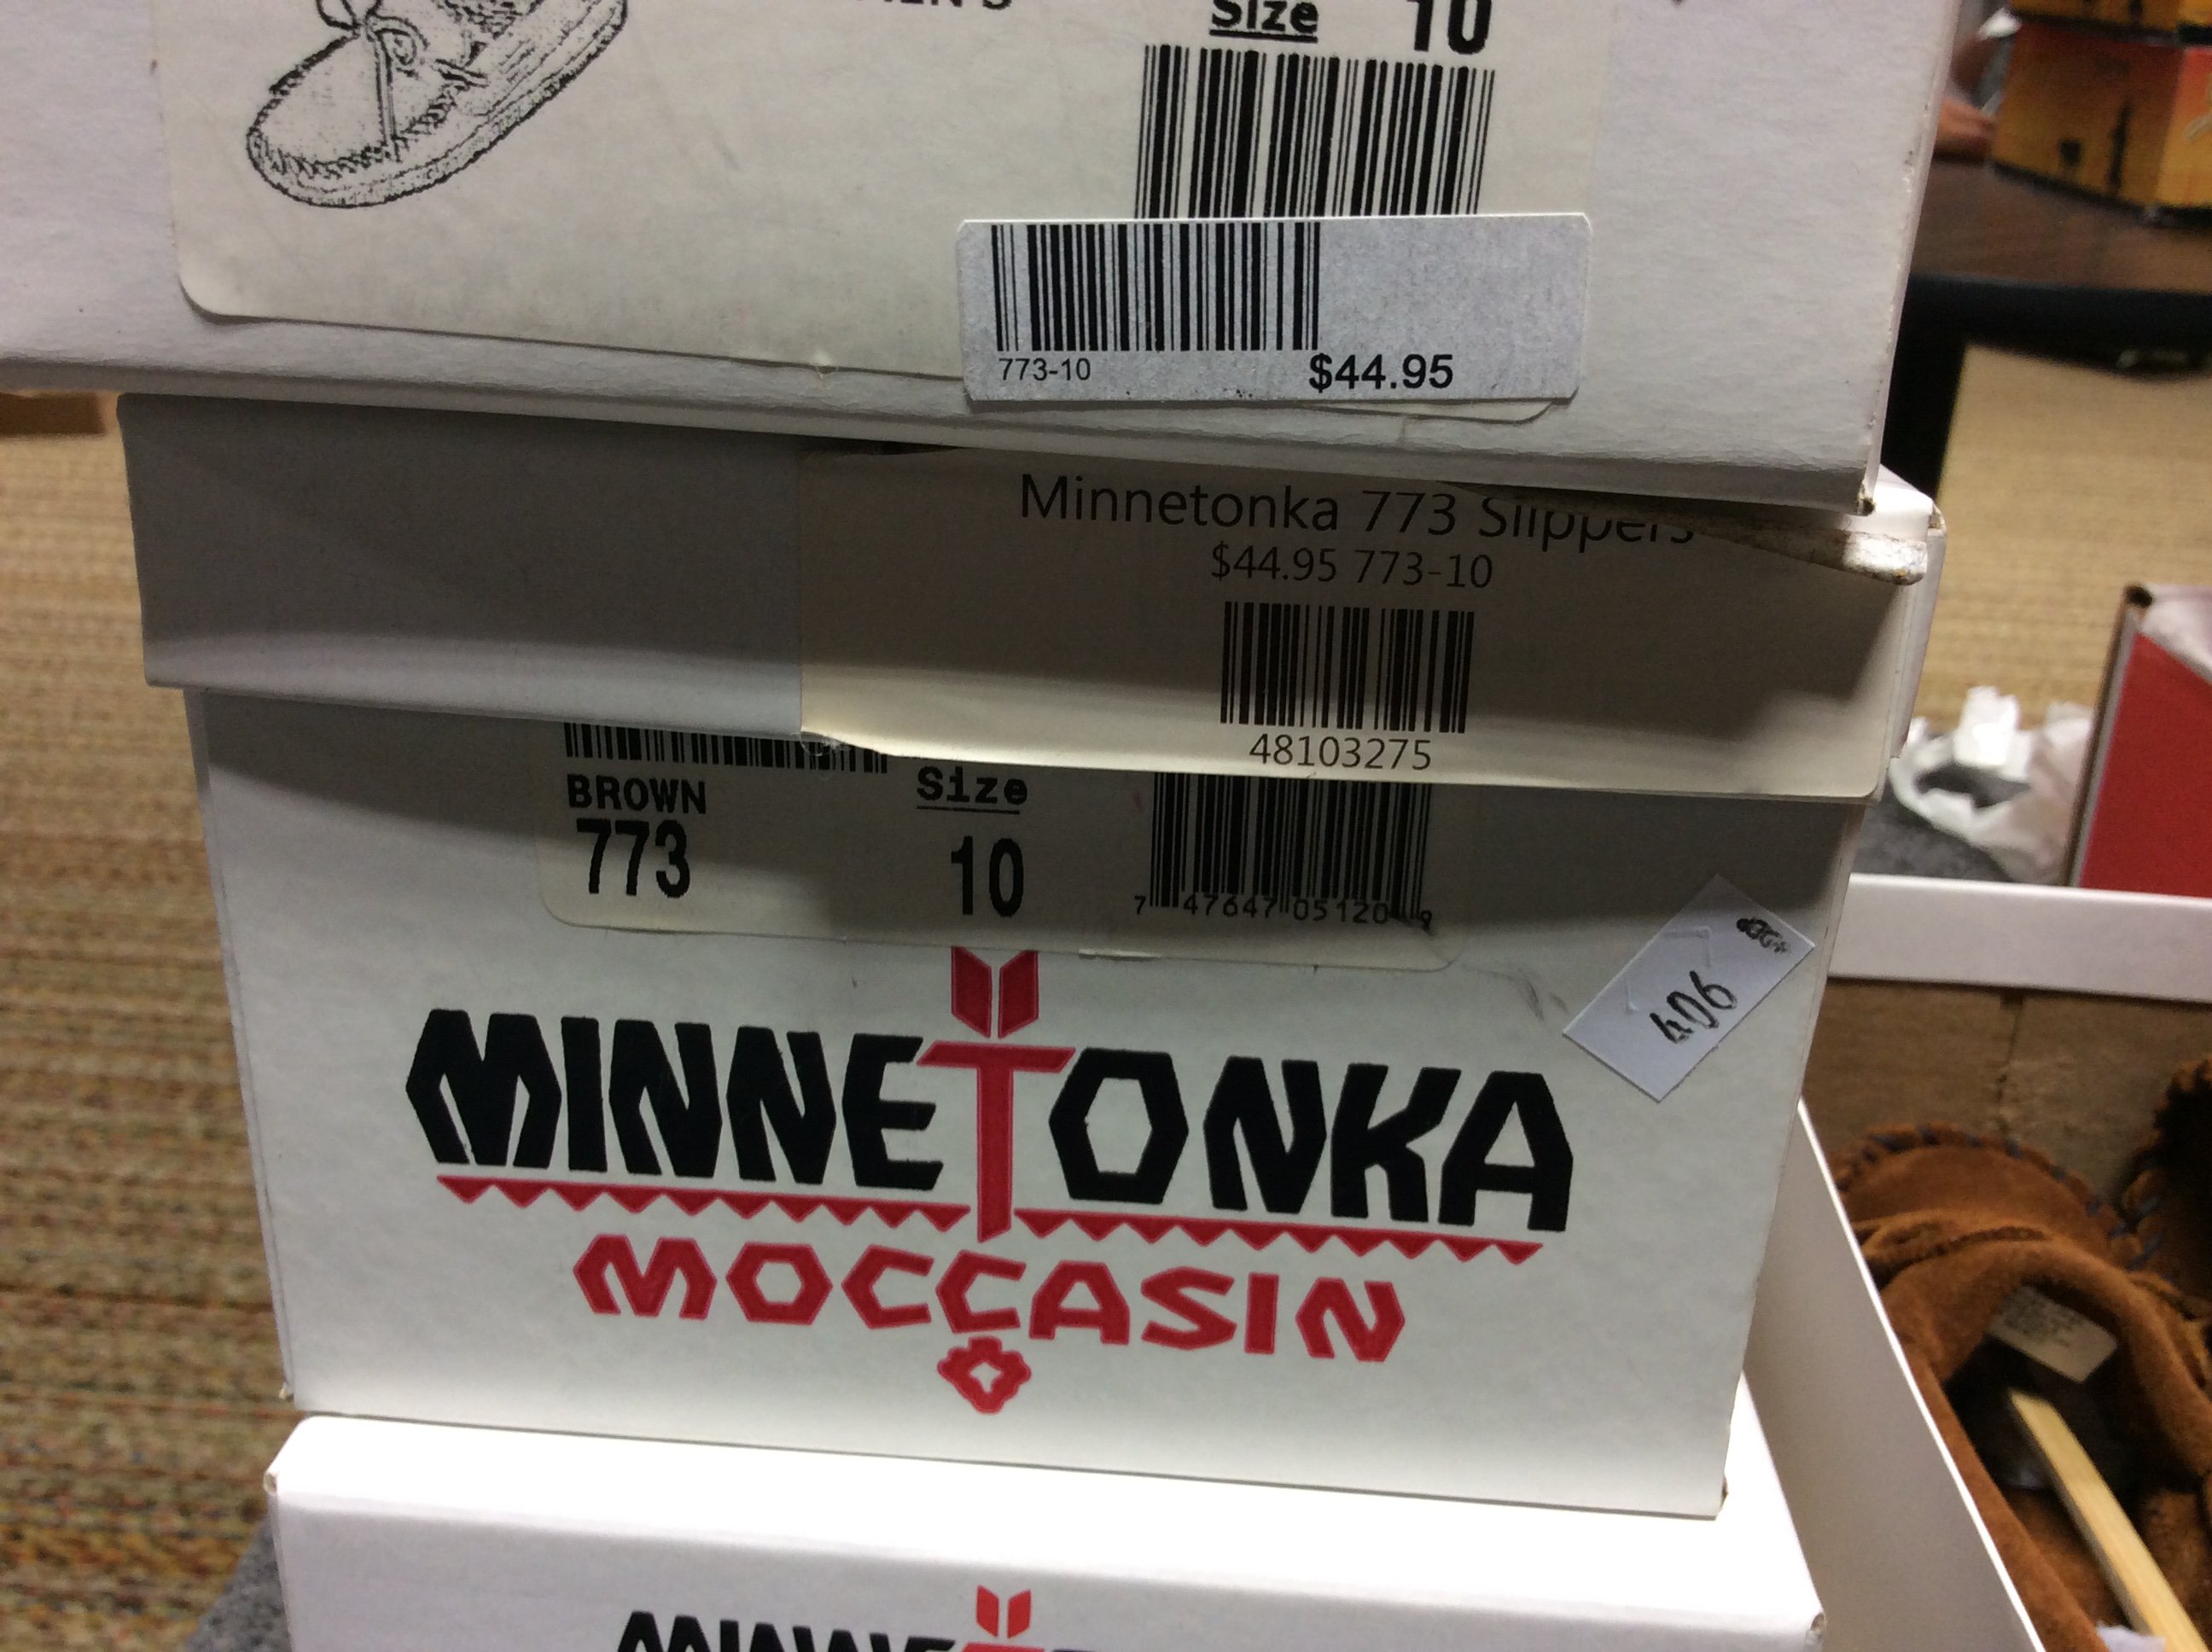 Size 10
773-10 $44.95
Minnetonka 773 Slippers
$44.95 773-10
48103275
BROWN
773
Size
10
7 47647 05120 9
406
MINNETONKA
MOCCASIN